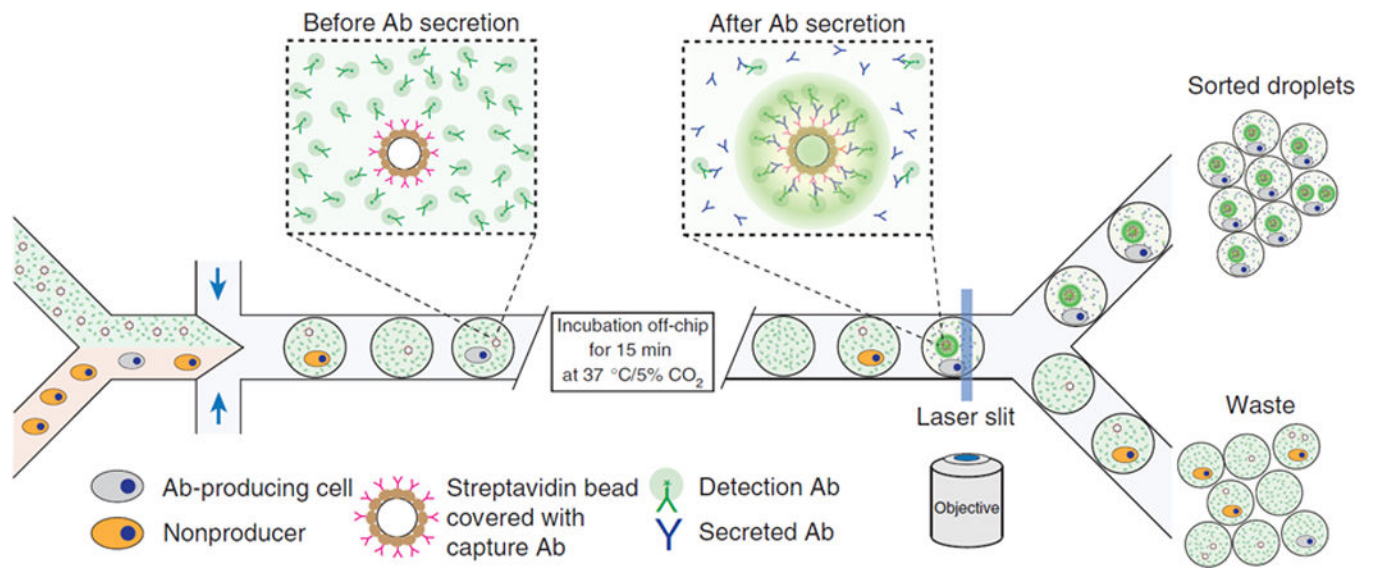 Before Ab secretion
After Ab secretion
Sorted droplets
Incubation off-chip
for 15 min
at 37 °C/5% CO₂
Laser slit
Waste
Ab-producing cell
Nonproducer
Streptavidin bead
covered with
capture Ab
Detection Ab
Secreted Ab
Objective